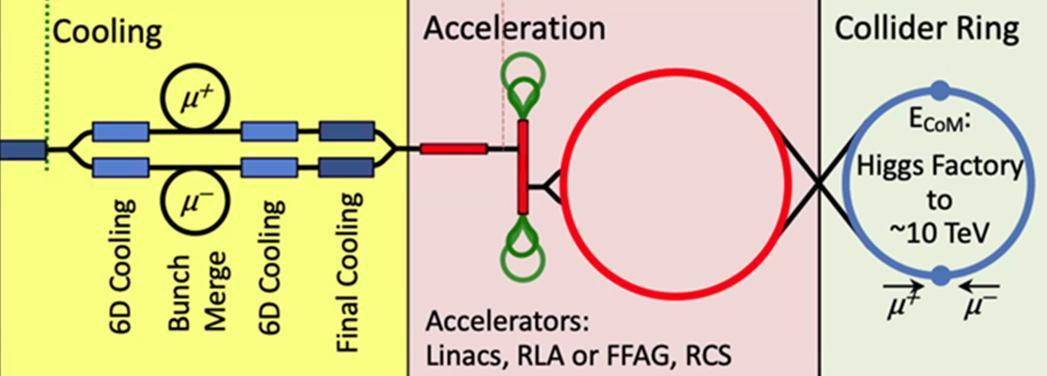 Cooling
μ+
μ−
6D Cooling
Bunch
Merge
6D Cooling
Final Cooling
Acceleration
Accelerators:
Linacs, RLA or FFAG, RCS
Collider Ring
ECoM:
Higgs Factory
to
~10 TeV
μ+ μ−